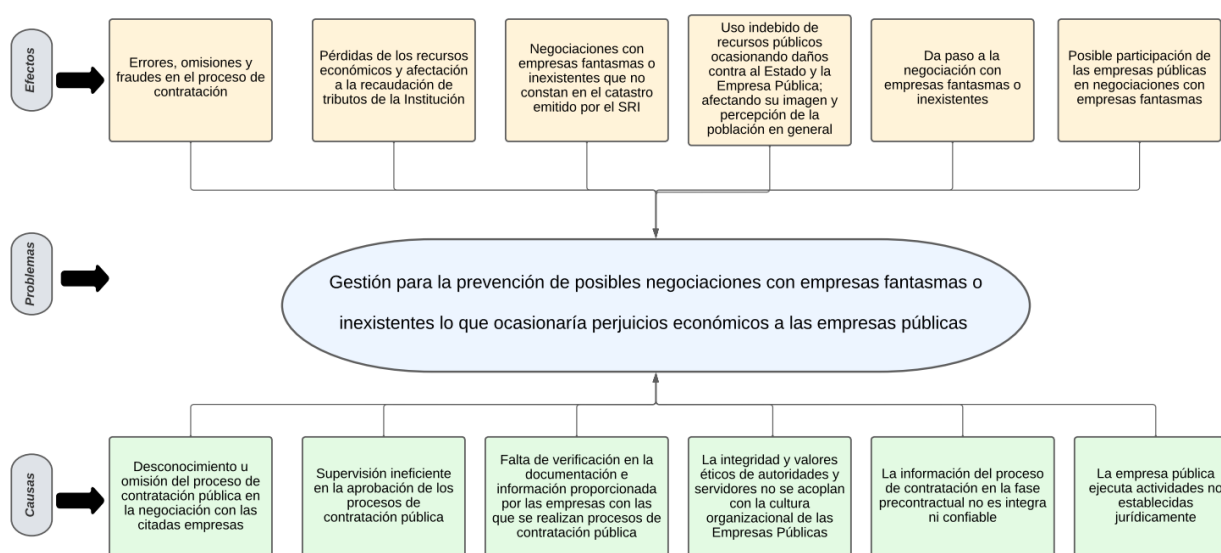 Efectos
Errores, omisiones y
fraudes en el proceso de
contratación
Pérdidas de los recursos
económicos y afectación
a la recaudación de
tributos de la Institución
Negociaciones con
empresas fantasmas o
inexistentes que no
constan en el catastro
emitido por el SRI
Uso indebido de
recursos públicos
ocasionando daños
contra al Estado y la
Empresa Pública;
afectando su imagen y
percepción de la
población en general
Da paso a la
negociación con
empresas fantasmas o
inexistentes
Posible participación de
las empresas públicas
en negociaciones con
empresas fantasmas
Problemas
Gestión para la prevención de posibles negociaciones con empresas fantasmas o
inexistentes lo que ocasionaría perjuicios económicos a las empresas públicas
Causas
Desconocimiento u
omisión del proceso de
contratación pública en
la negociación con las
citadas empresas
Supervisión ineficiente
en la aprobación de los
procesos de
contratación pública
Falta de verificación en la
documentación e
información proporcionada
por las empresas con las
que se realizan procesos de
contratación pública
La integridad y valores
éticos de autoridades y
servidores no se acoplan
con la cultura
organizacional de las
Empresas Públicas
La información del proceso
de contratación en la fase
precontractual no es integra
ni confiable
La empresa pública
ejecuta actividades no
establecidas
jurídicamente